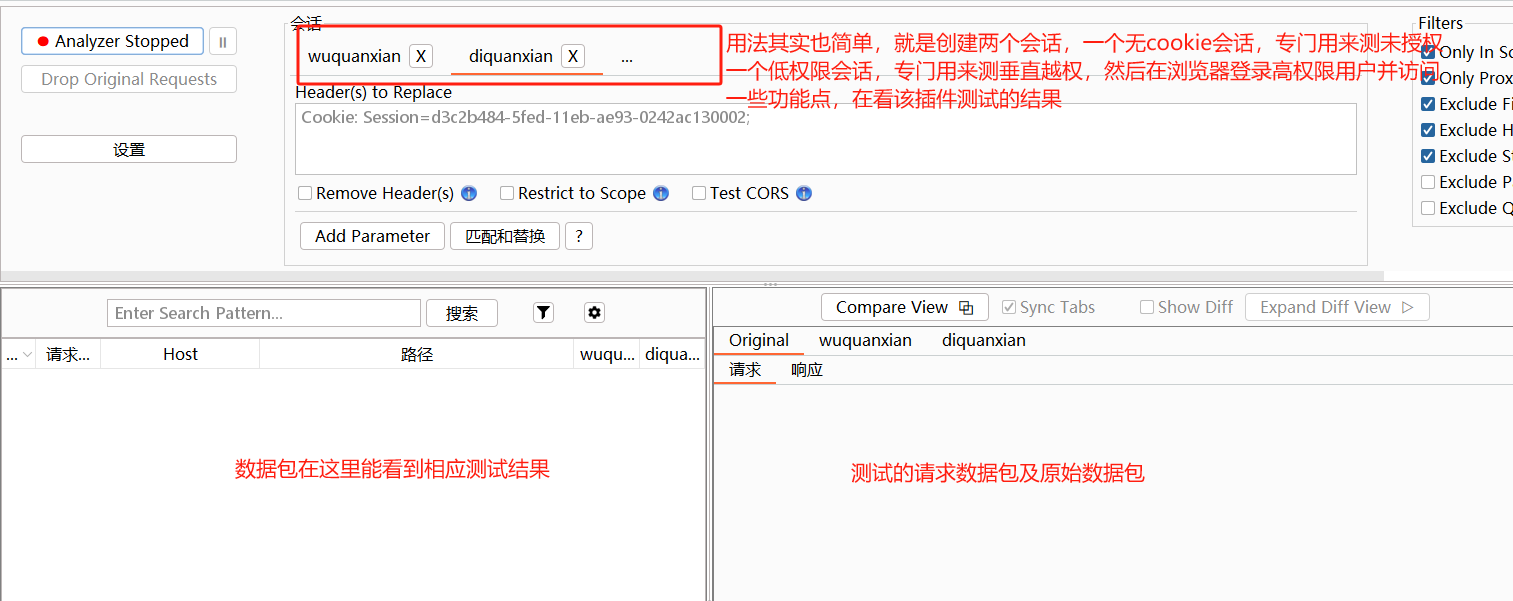 会话
Filters
Analyzer Stopped
Drop Original Requests
设置
wuquanxian X diquanxian X ...
用法其实也简单，就是创建两个会话，一个无cookie会话，专门用来测未授权
一个低权限会话，专门用来测垂直越权，然后在浏览器登录高权限用户并访问
一些功能点，在看该插件测试的结果
Header(s) to Replace
Cookie: Session=d3c2b484-5fed-11eb-ae93-0242ac130002;
Remove Header(s) Restrict to Scope Test CORS
Add Parameter 匹配和替换 ?
Only In Sc
Only Prox
Exclude Fi
Exclude H
Exclude St
Exclude P
Exclude Q
Enter Search Pattern... 搜索
... 请求... Host 路径 wuqu... diqua...
数据包在这里能看到相应测试结果
Compare View Sync Tabs Show Diff Expand Diff View
Original wuquanxian diquanxian
请求 响应
测试的请求数据包及原始数据包